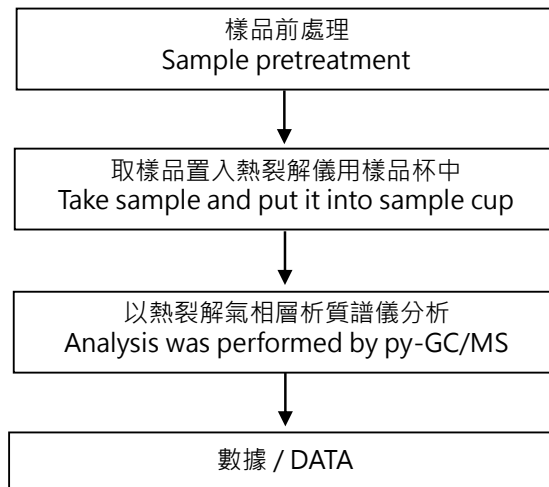 樣品前處理
Sample pretreatment
取樣品置入熱裂解儀用樣品杯中
Take sample and put it into sample cup
以熱裂解氣相層析質譜儀分析
Analysis was performed by py-GC/MS
數據 / DATA